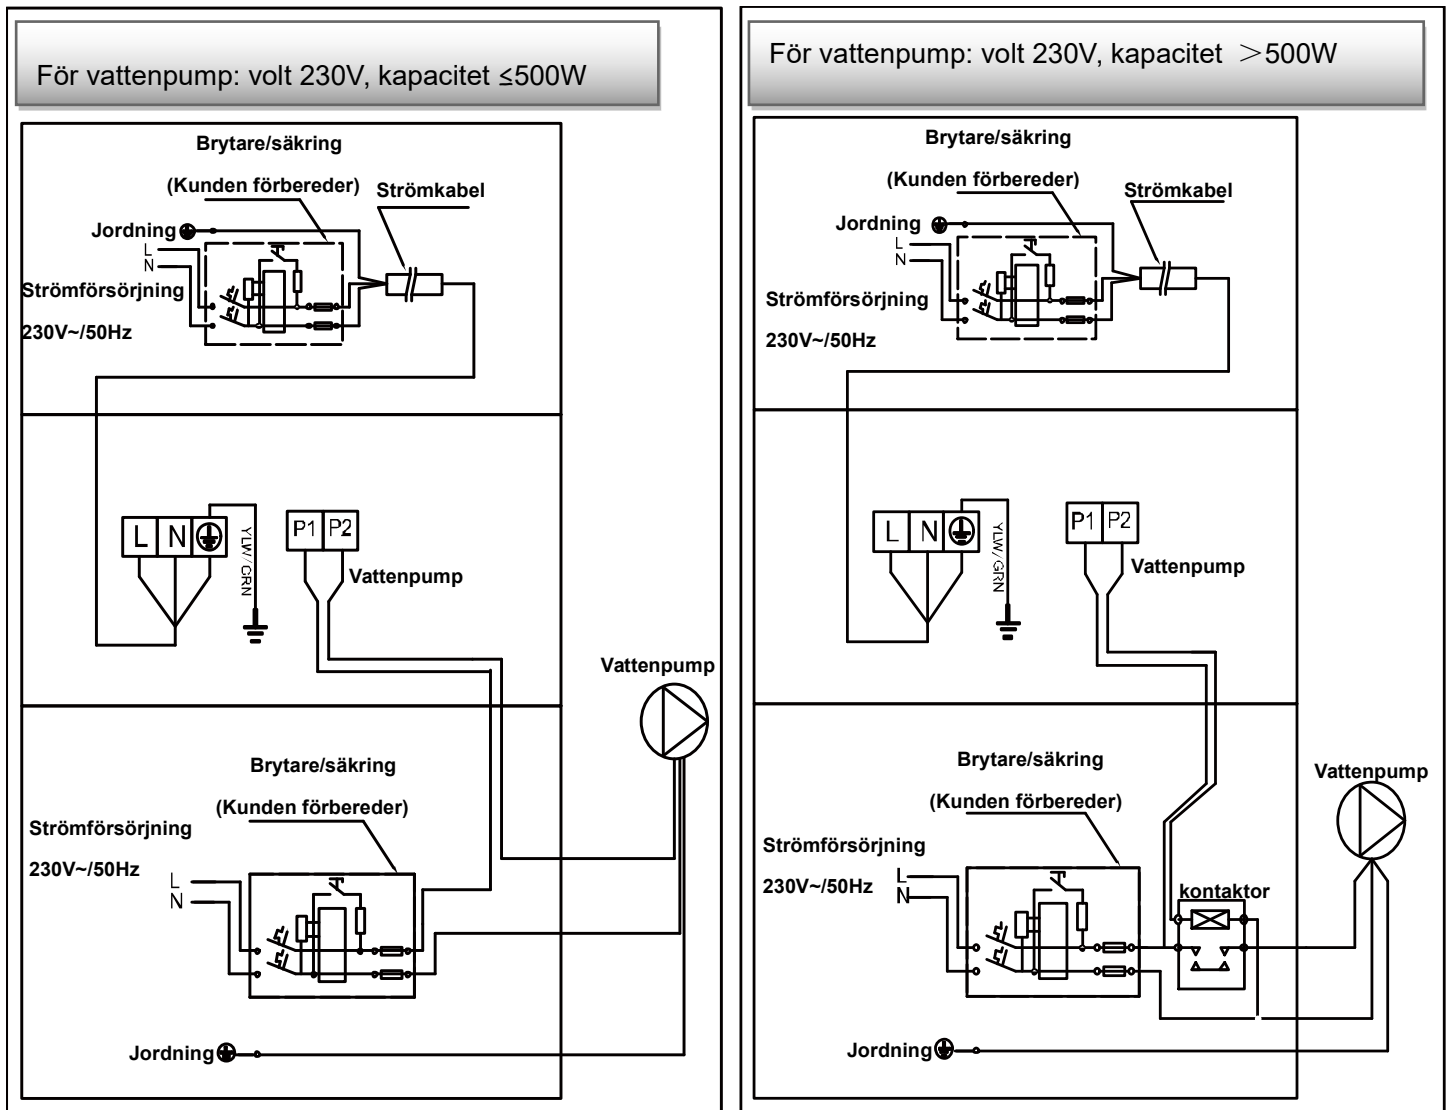 För vattenpump: volt 230V, kapacitet ≤500W
Brytare/säkring
(Kunden förbereder)
Strömkabel
Jordning
L
N
Strömförsörjning
230V~/50Hz
L N
YLW/GRN
P1 P2
Vattenpump
Vattenpump
Brytare/säkring
(Kunden förbereder)
Strömförsörjning
230V~/50Hz
L
N
Jordning
För vattenpump: volt 230V, kapacitet >500W
Brytare/säkring
(Kunden förbereder)
Strömkabel
Jordning
L
N
Strömförsörjning
230V~/50Hz
L N
YLW/GRN
P1 P2
Vattenpump
Brytare/säkring
(Kunden förbereder)
Vattenpump
Strömförsörjning
230V~/50Hz
L
N
kontaktor
Jordning